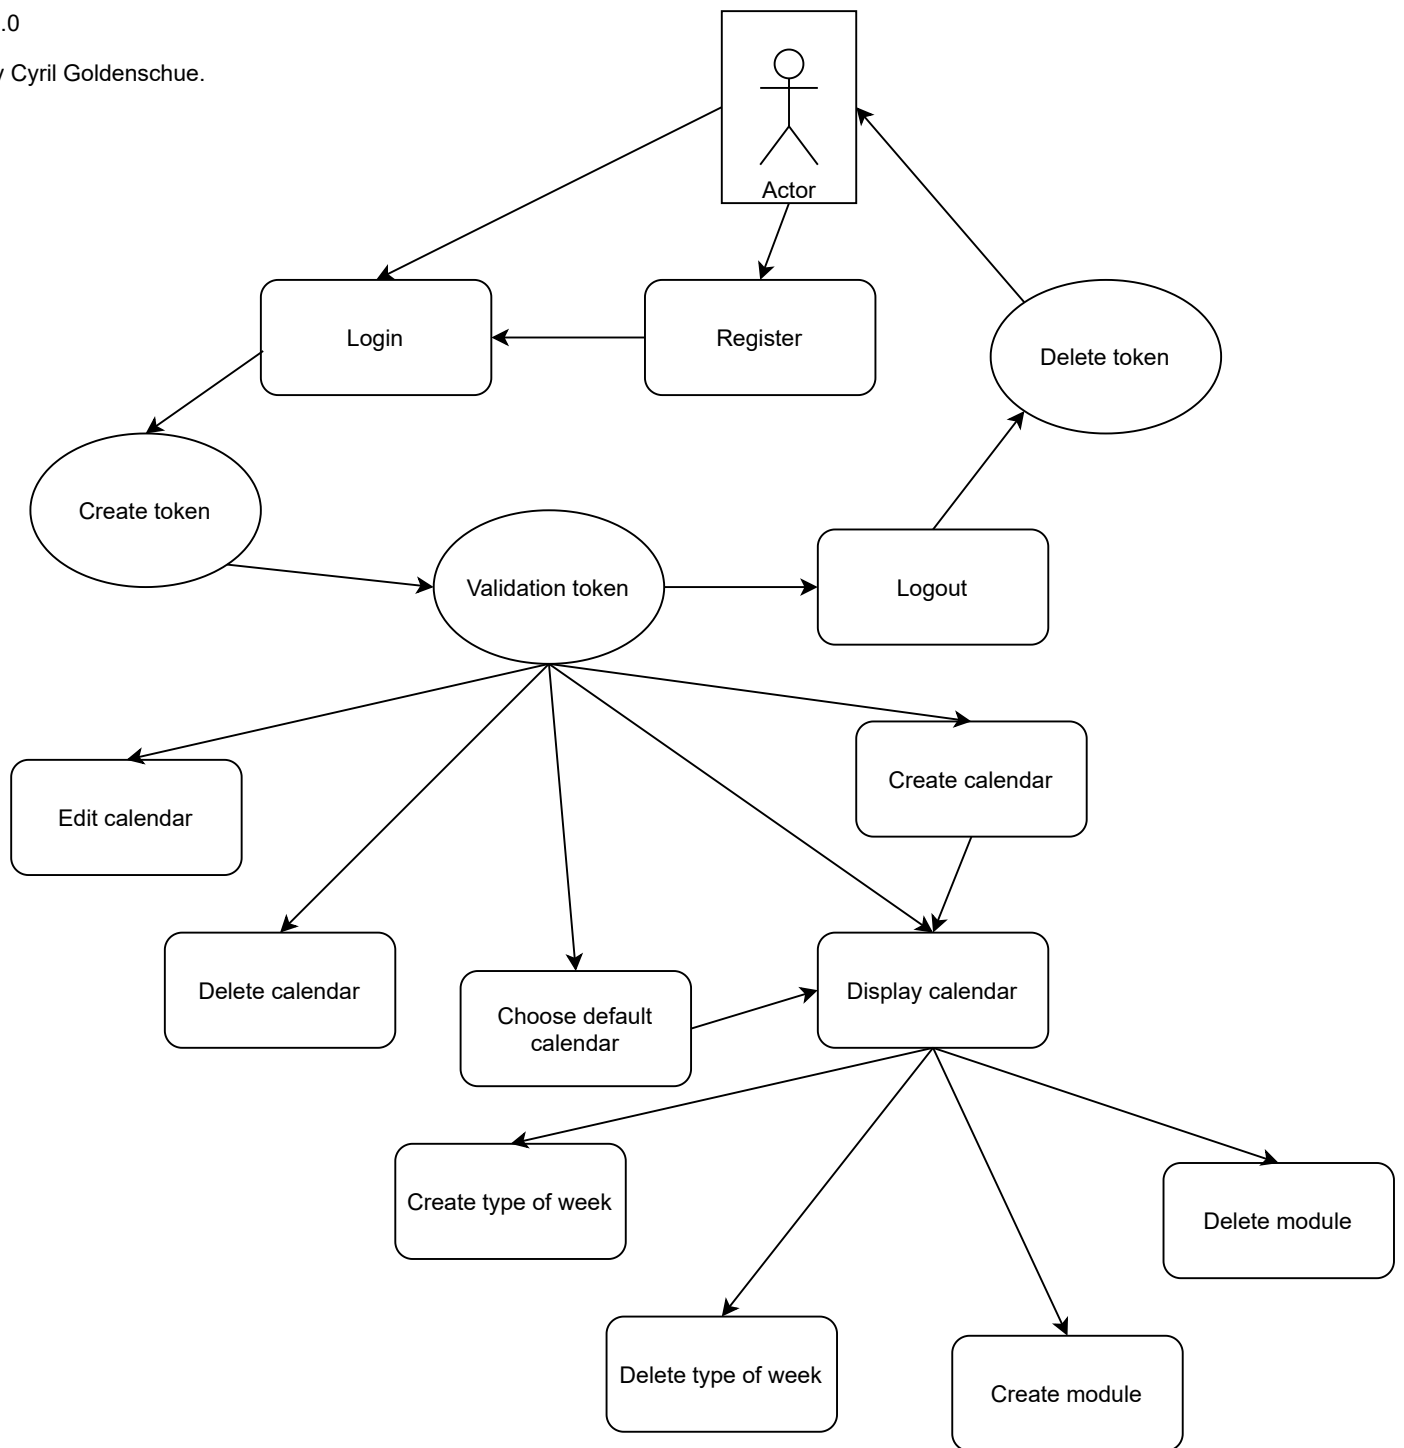 .0
Cyril Goldenschue.
Actor
Login
Register
Delete token
Create token
Validation token
Logout
Create calendar
Edit calendar
Delete calendar
Choose default
calendar
Display calendar
Create type of week
Delete module
Delete type of week
Create module